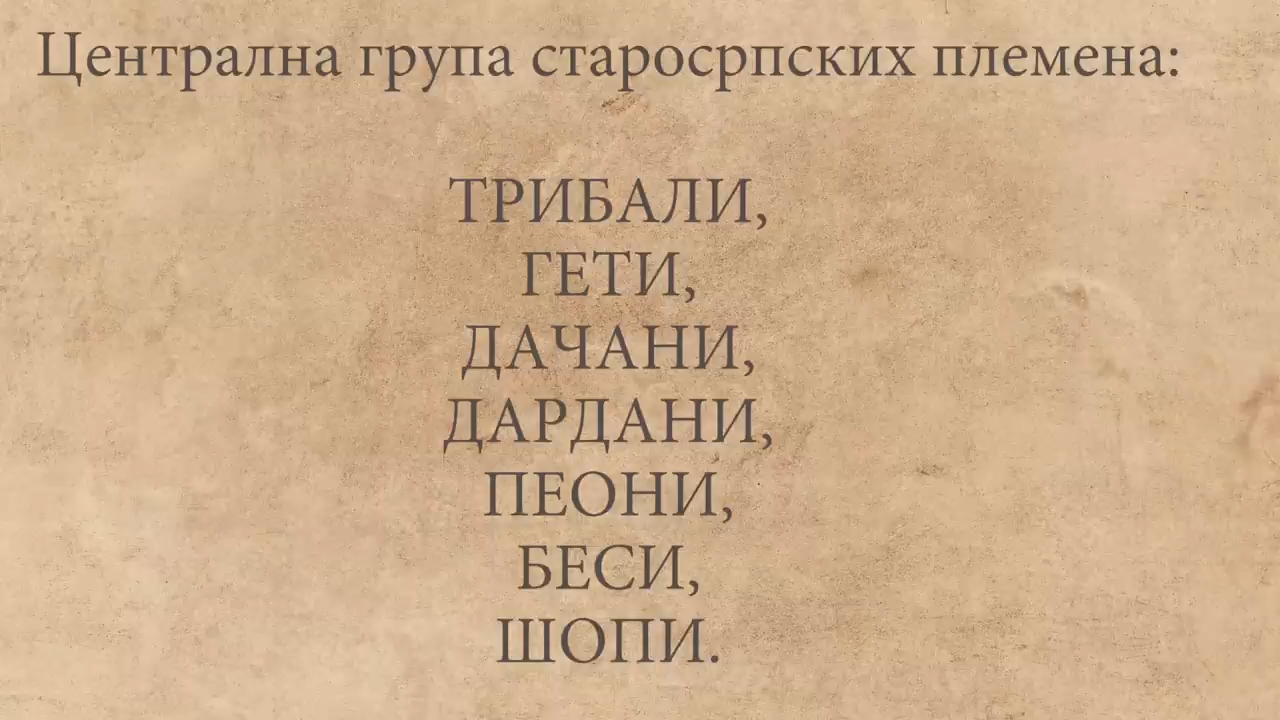 Централна група старосрпских племена:
ТРИБАЛИ,
ГЕТИ,
ДАЧАНИ,
ДАРДАНИ,
ПЕОНИ,
БЕСИ,
ШОПИ.